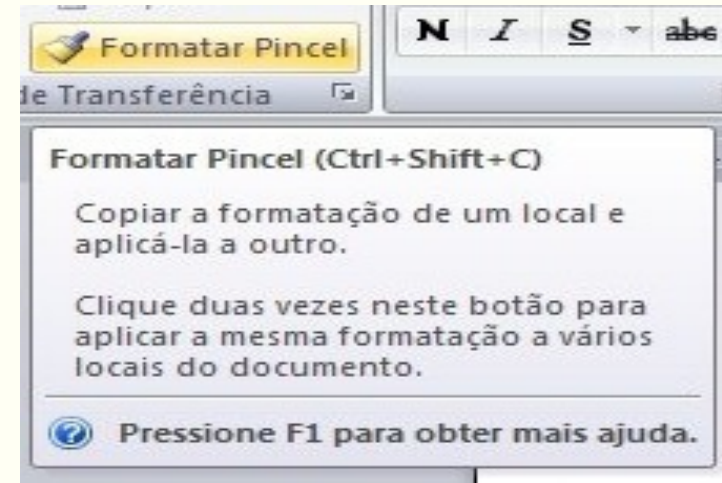 Formatar Pincel
N I S abc
de Transferência
Formatar Pincel (Ctrl+Shift+C)
Copiar a formatação de um local e
aplicá-la a outro.
Clique duas vezes neste botão para
aplicar a mesma formatação a vários
locais do documento.
Pressione F1 para obter mais ajuda.